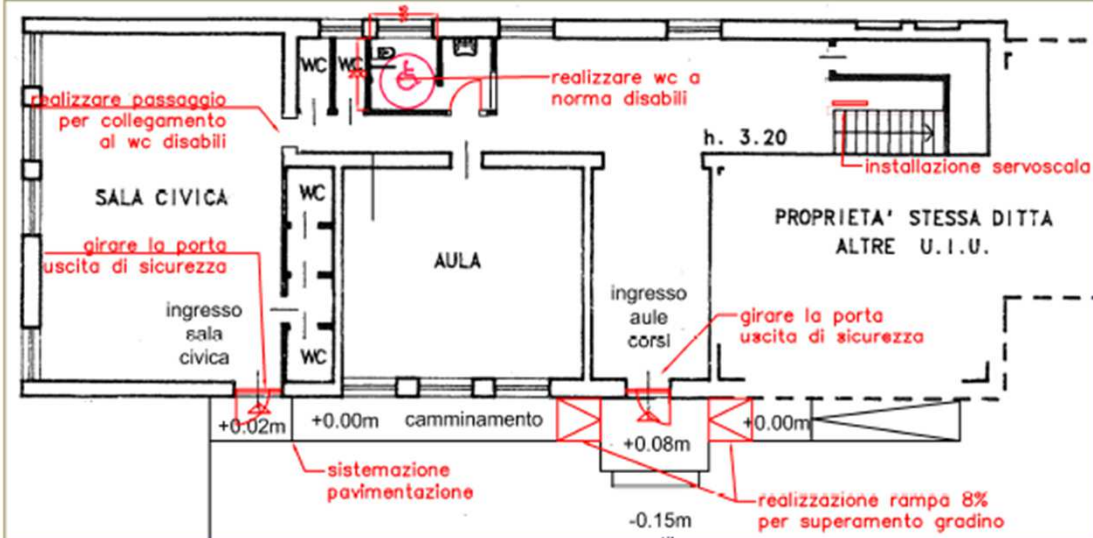 185
WC
WC
200
realizzare wc a
norma disabili
realizzare passaggio
per collegamento
al wc disabili
h. 3.20
installazione servoscala
SALA CIVICA
WC
PROPRIETA' STESSA DITTA
ALTRE U.I.U.
girare la porta
uscita di sicurezza
AULA
ingresso
sala
civica
ingresso
aule
corsi
girare la porta
uscita di sicurezza
WC
+0.02m
+0.00m
camminamento
+0.08m
+0.00m
sistemazione
pavimentazione
realizzazione rampa 8%
per superamento gradino
-0.15m